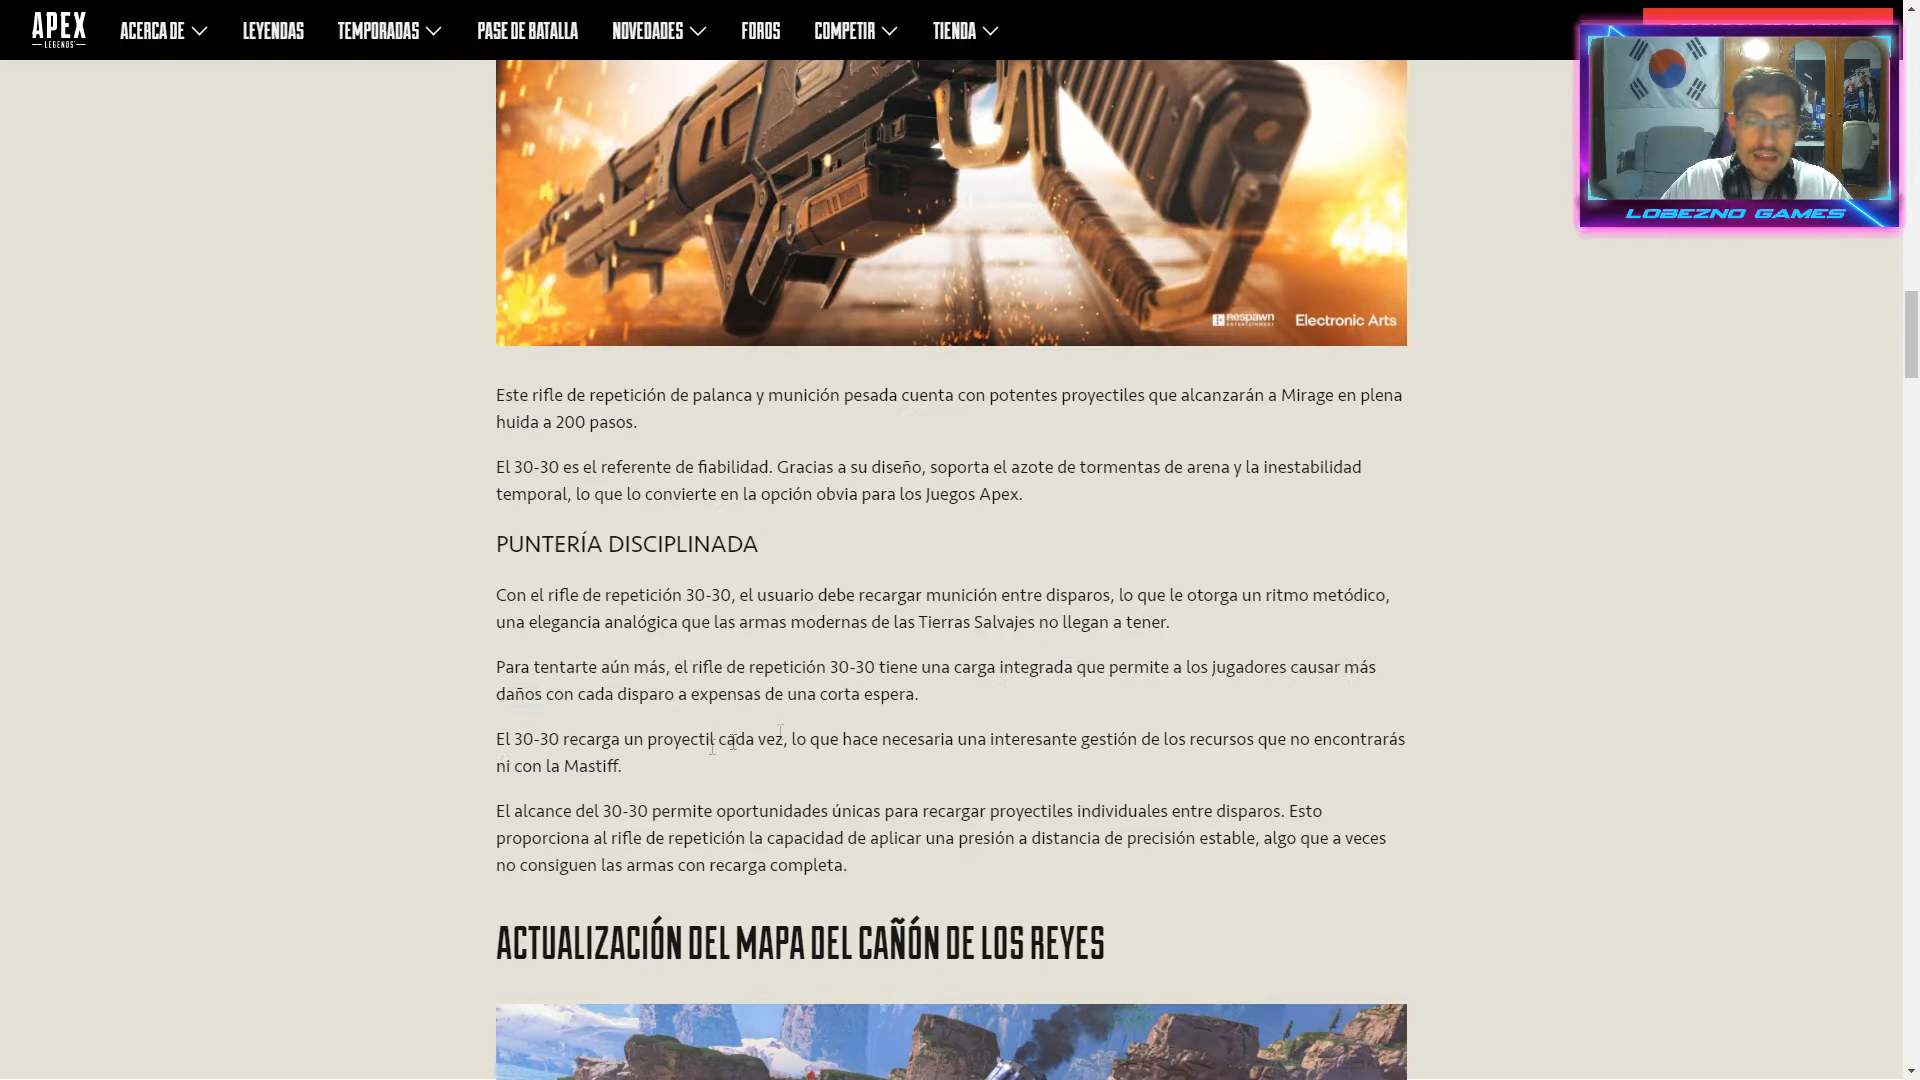 APEX
LEGENDS
ACERCA DE
LEYENDAS
TEMPORADAS
PASE DE BATALLA
NOVEDADES
FOROS
COMPETIR
TIENDA
LOBEZNO GAMES
Respawn
ENTERTAINMENT
Electronic Arts
Este rifle de repetición de palanca y munición pesada cuenta con potentes proyectiles que alcanzarán a Mirage en plena
huida a 200 pasos.
El 30-30 es el referente de fiabilidad. Gracias a su diseño, soporta el azote de tormentas de arena y la inestabilidad
temporal, lo que lo convierte en la opción obvia para los Juegos Apex.
PUNTERÍA DISCIPLINADA
Con el rifle de repetición 30-30, el usuario debe recargar munición entre disparos, lo que le otorga un ritmo metódico,
una elegancia analógica que las armas modernas de las Tierras Salvajes no llegan a tener.
Para tentarte aún más, el rifle de repetición 30-30 tiene una carga integrada que permite a los jugadores causar más
daños con cada disparo a expensas de una corta espera.
El 30-30 recarga un proyectil cada vez, lo que hace necesaria una interesante gestión de los recursos que no encontrarás
ni con la Mastiff.
El alcance del 30-30 permite oportunidades únicas para recargar proyectiles individuales entre disparos. Esto
proporciona al rifle de repetición la capacidad de aplicar una presión a distancia de precisión estable, algo que a veces
no consiguen las armas con recarga completa.
ACTUALIZACIÓN DEL MAPA DEL CAÑÓN DE LOS REYES